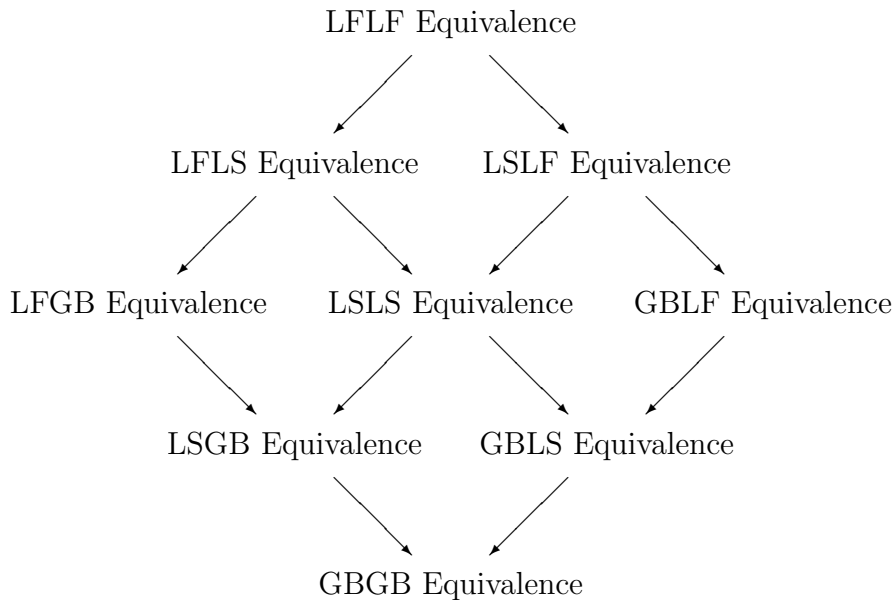 LFLF Equivalence
LFLS Equivalence LSLF Equivalence
LFGB Equivalence LSLS Equivalence GBLF Equivalence
LSGB Equivalence GBLS Equivalence
GBGB Equivalence